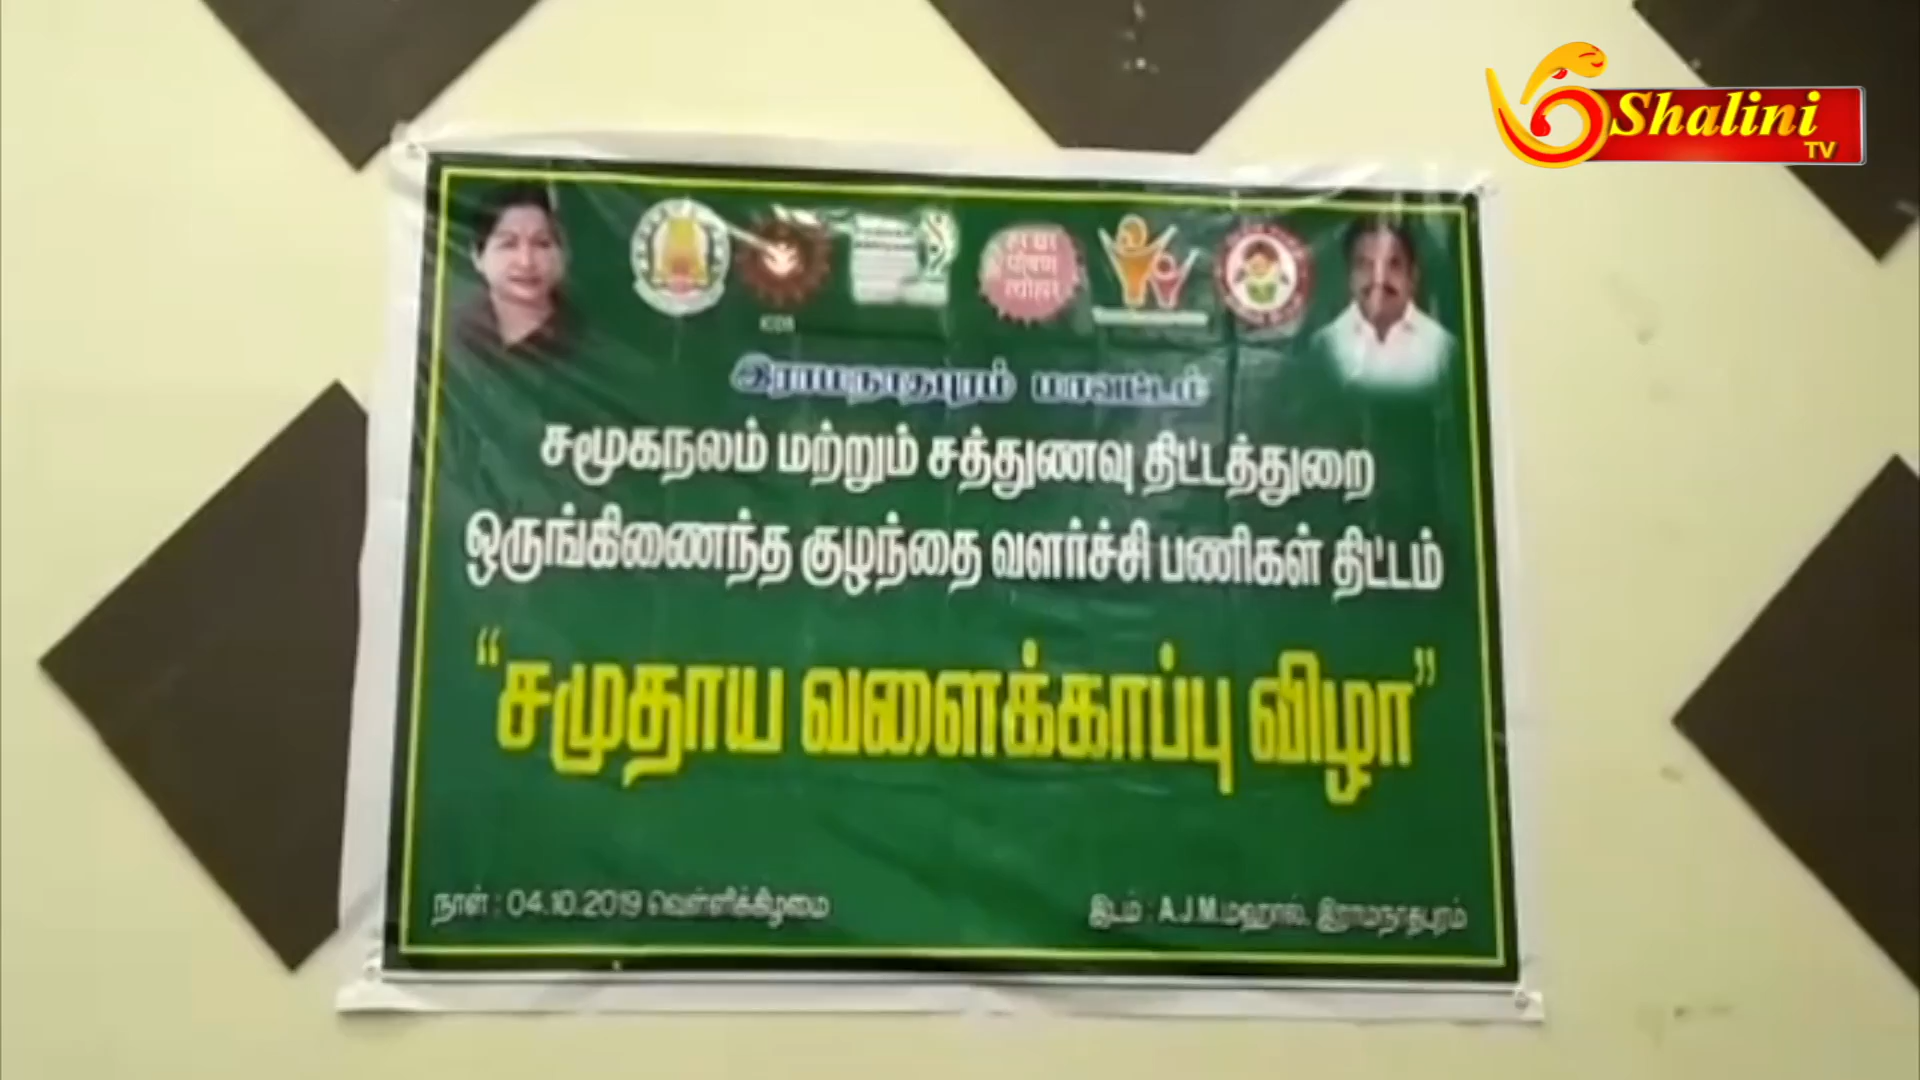 Shalini
TV
ICDS
இராமநாதபுரம் மாவட்டம்
சமூகநலம் மற்றும் சத்துணவு திட்டத்துறை
ஒருங்கிணைந்த குழந்தை வளர்ச்சி பணிகள் திட்டம்
“சமுதாய வளைக்காப்பு விழா”
நாள் : 04.10.2019 வெள்ளிக்கிழமை
இடம் : A.J.M.மஹால், இராமநாதபுரம்